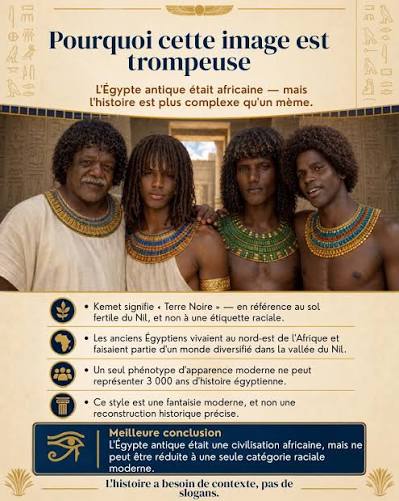 Pourquoi cette image est
trompeuse
L'Égypte antique était africaine — mais
l'histoire est plus complexe qu'un mème.
• Kemet signifie « Terre Noire » — en référence au sol
fertile du Nil, et non à une étiquette raciale.
• Les anciens Égyptiens vivaient au nord-est de l'Afrique et
faisaient partie d'un monde diversifié dans la vallée du Nil.
• Un seul phénotype d'apparence moderne ne peut
représenter 3 000 ans d'histoire égyptienne.
• Ce style est une fantaisie moderne, et non une
reconstruction historique précise.
Meilleure conclusion
L'Égypte antique était une civilisation africaine, mais ne
peut être réduite à une seule catégorie raciale
moderne.
L'histoire a besoin de contexte, pas de
slogans.